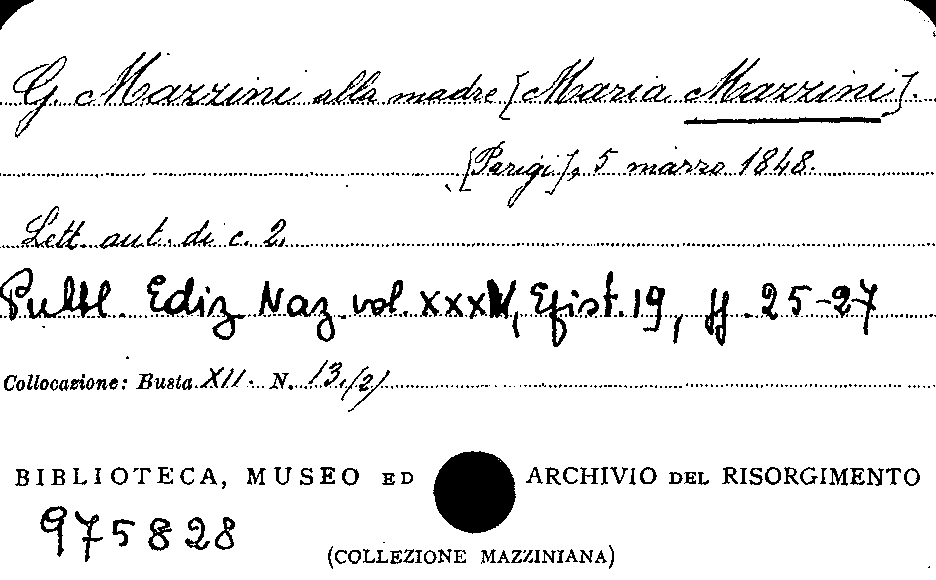 G Mazzini alla madre [Maria Mazzini].
[Parigi], 5 marzo 1848.
Lett. aut. di c. 2.
Publ. Ediz Naz. vol. XXXV, Epist. 19, pp. 25-27
Collocazione: Busta XII. N. 13.(2)
BIBLIOTECA, MUSEO ED ARCHIVIO DEL RISORGIMENTO
975828
(COLLEZIONE MAZZINIANA)